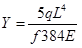 Y = 5qL⁴ / f384E